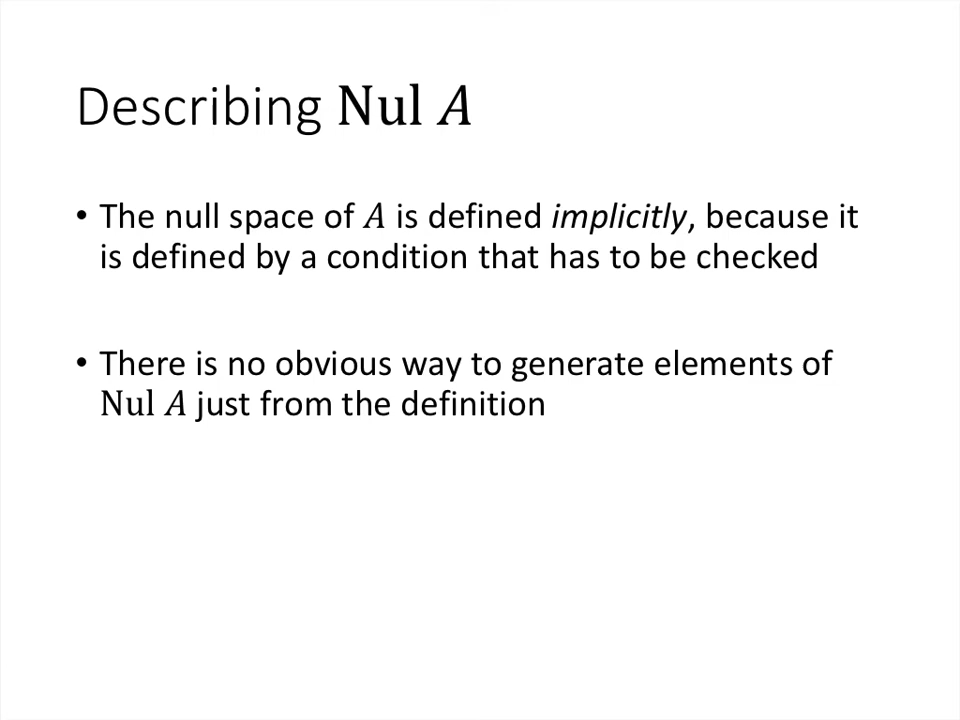 Describing Nul A
• The null space of A is defined implicitly, because it
is defined by a condition that has to be checked
• There is no obvious way to generate elements of
Nul A just from the definition